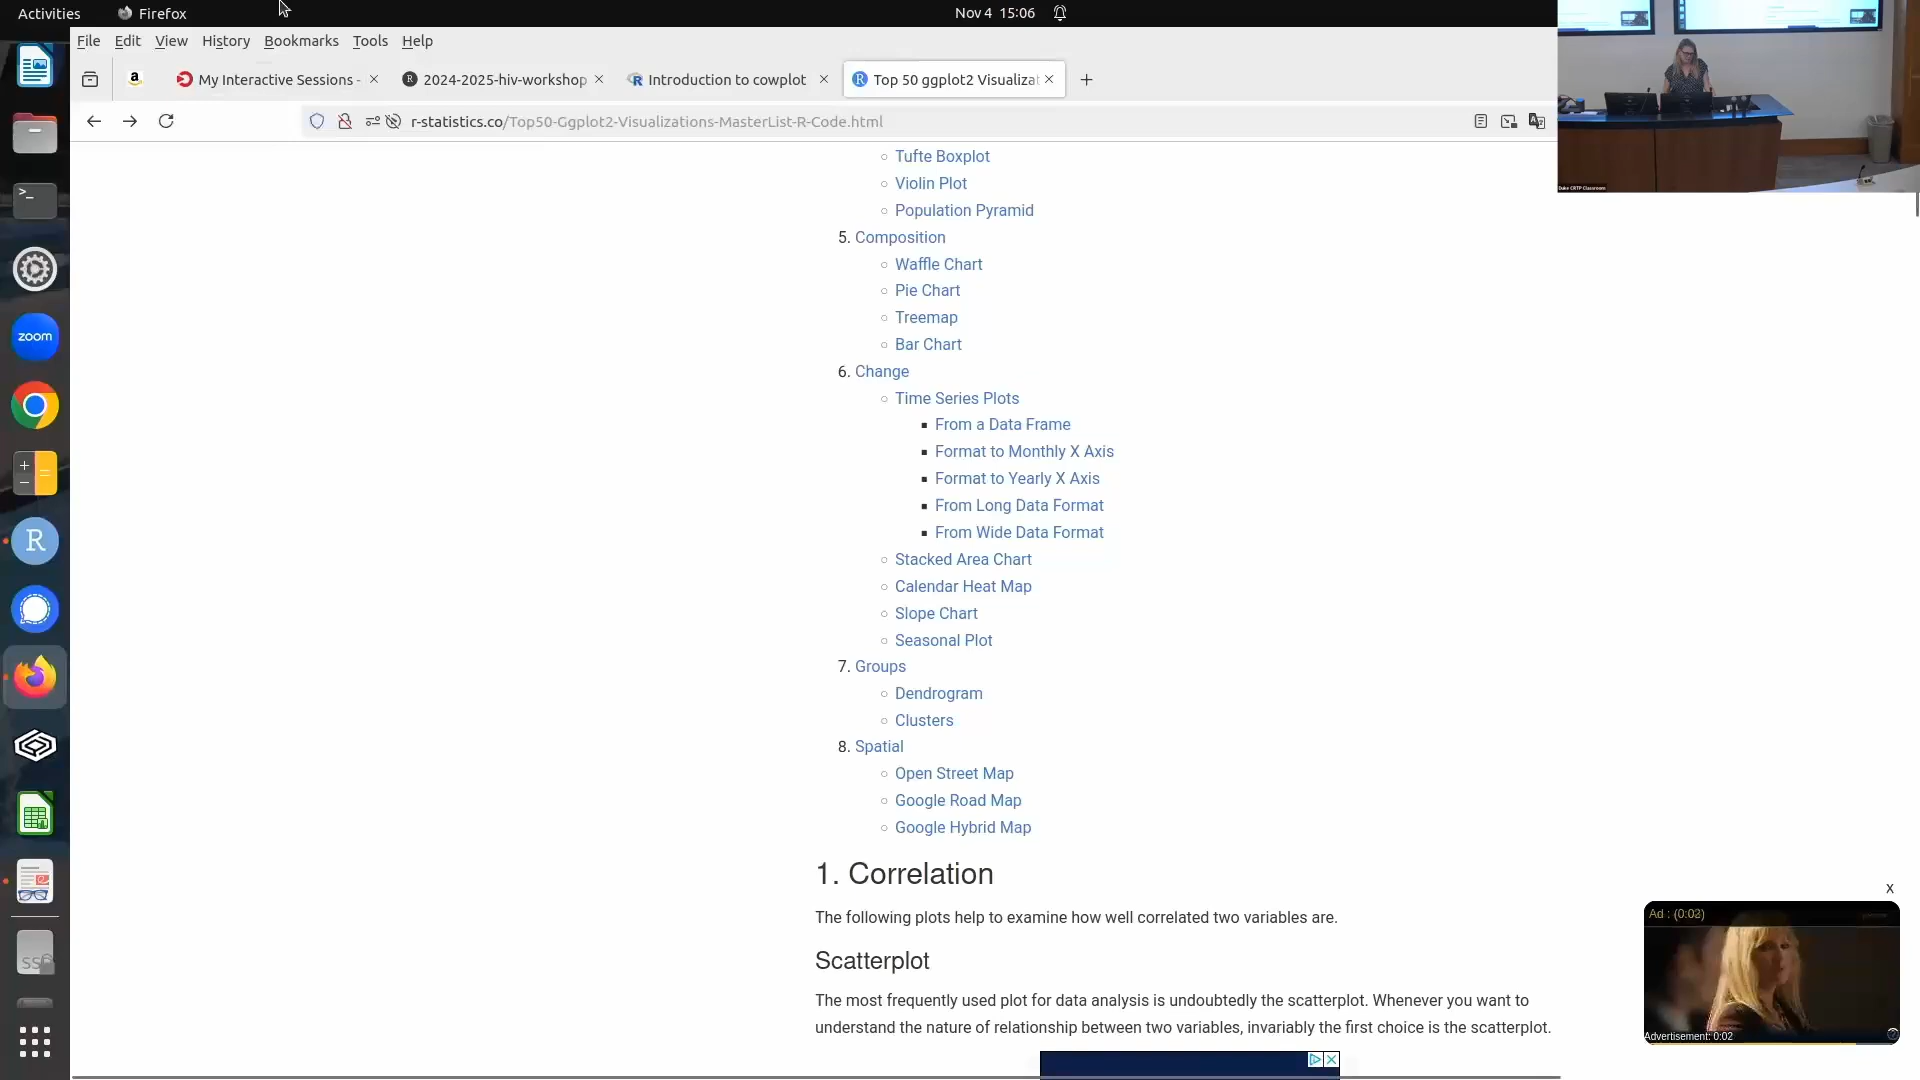 Activities Firefox Nov 4 15:06
File Edit View History Bookmarks Tools Help
My Interactive Sessions - 2024-2025-hiv-workshop Introduction to cowplot Top 50 ggplot2 Visualizat
r-statistics.co/Top50-Ggplot2-Visualizations-MasterList-R-Code.html
Tufte Boxplot
Violin Plot
Population Pyramid
5. Composition
Waffle Chart
Pie Chart
Treemap
Bar Chart
6. Change
Time Series Plots
From a Data Frame
Format to Monthly X Axis
Format to Yearly X Axis
From Long Data Format
From Wide Data Format
Stacked Area Chart
Calendar Heat Map
Slope Chart
Seasonal Plot
7. Groups
Dendrogram
Clusters
8. Spatial
Open Street Map
Google Road Map
Google Hybrid Map
1. Correlation
The following plots help to examine how well correlated two variables are.
Scatterplot
The most frequently used plot for data analysis is undoubtedly the scatterplot. Whenever you want to
understand the nature of relationship between two variables, invariably the first choice is the scatterplot.
zoom
R
SSD
Duke CRTP Classroom
X
Ad : (0:02)
Advertisement: 0:02